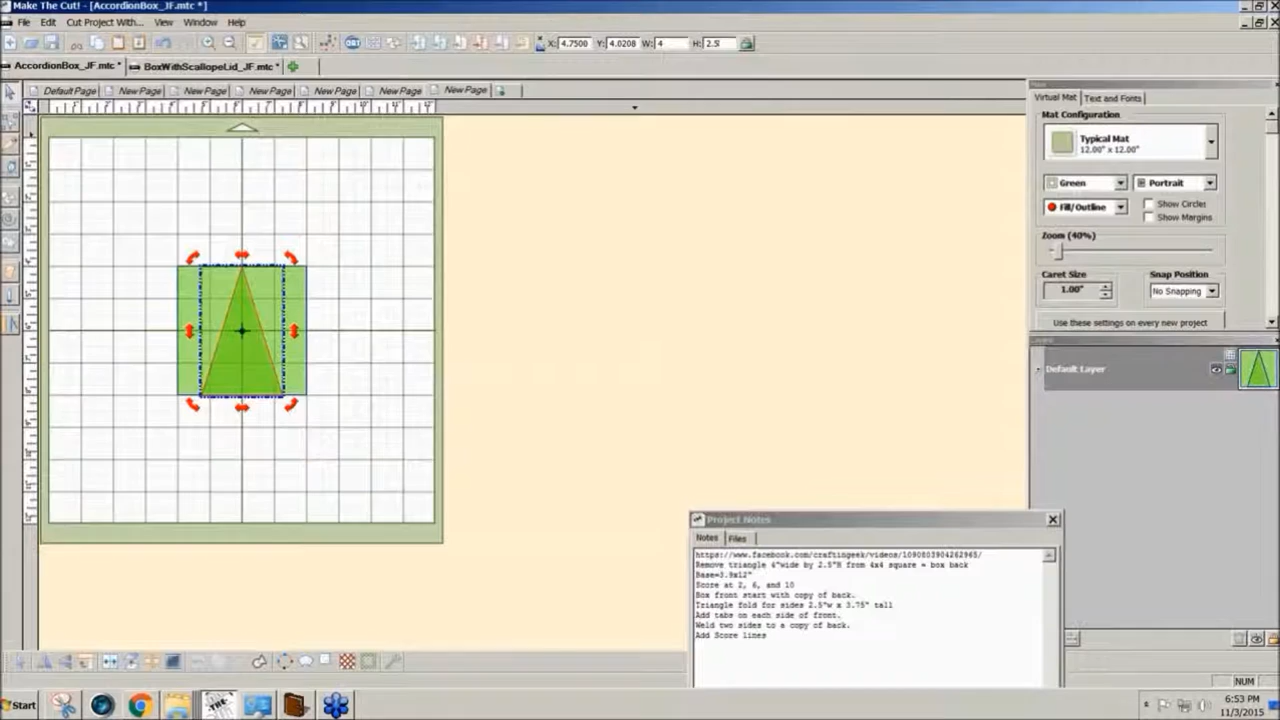 Make The Cut! - [AccordionBox_JF.mtc *]
File Edit Cut Project With... View Window Help
X: 4.7500 Y: 4.0208 W: 4 H: 2.5
AccordionBox_JF.mtc * BoxWithScallopeLid_JF.mtc *
Default Page New Page New Page New Page New Page New Page New Page
Virtual Mat Text and Fonts
Mat Configuration
Typical Mat
12.00" x 12.00"
Green Portrait
Fill/Outline Show Circles
Show Margins
Zoom (40%)
Caret Size Snap Position
1.00" No Snapping
Use these settings on every new project
Layers
Default Layer
Project Notes
Notes Files
https://www.facebook.com/craftingeek/videos/1090803904262965/
Remove triangle 4"wide by 2.5"H from 4x4 square = box back
Base=3.9x12"
Score at 2, 6, and 10
Box front start with copy of back.
Triangle fold for sides 2.5"w x 3.75" tall
Add tabs on each side of front.
Weld two sides to a copy of back.
Add Score lines
NUM
Start
6:53 PM
11/3/2015